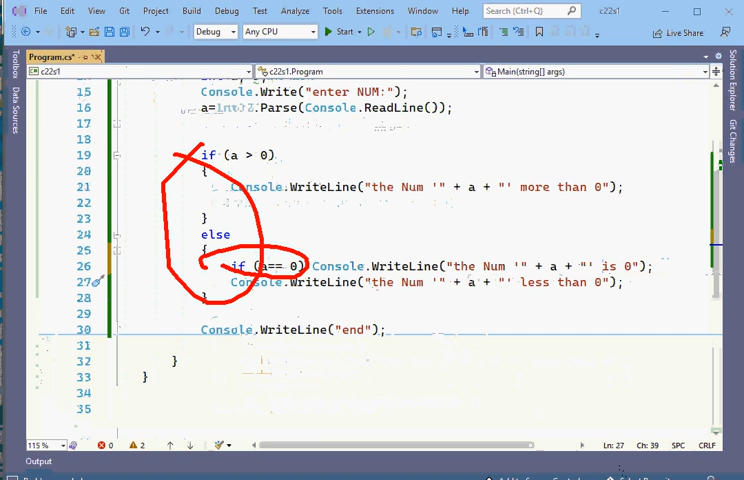 File Edit View Git Project Build Debug Test Analyze Tools Extensions Window Help Search (Ctrl+Q) c22s1
Debug Any CPU Start Live Share
Program.cs*
c22s1 c22s1.Program Main(string[] args)
Toolbox
Data Sources
Solution Explorer
Git Changes
15 Console.Write("enter NUM:");
16 a=int32.Parse(Console.ReadLine());
17
18
19 if (a > 0)
20 {
21 Console.WriteLine("the Num '" + a + "' more than 0");
22
23 }
24 else
25 {
26 if (a== 0) Console.WriteLine("the Num '" + a + "' is 0");
27 Console.WriteLine("the Num '" + a + "' less than 0");
28 }
29
30 Console.WriteLine("end");
31
32 }
33 }
34
35
115 % 0 2 Ln: 27 Ch: 39 SPC CRLF
Output